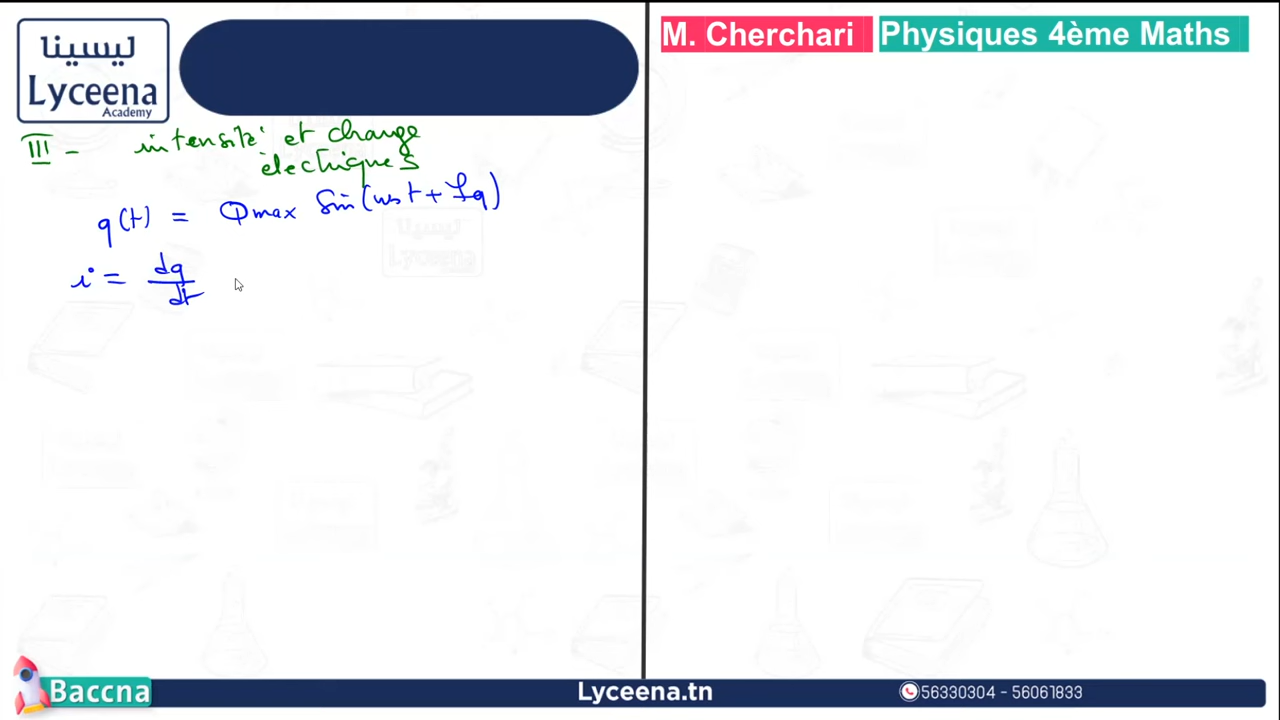 ليسينا
Lyceena
Academy
M. Cherchari Physiques 4ème Maths
III - intensité et charge
électriques
q(t) = Qmax Sin(ω₀t + φq)
i = dq/dt
Baccna
Lyceena.tn
56330304 - 56061833